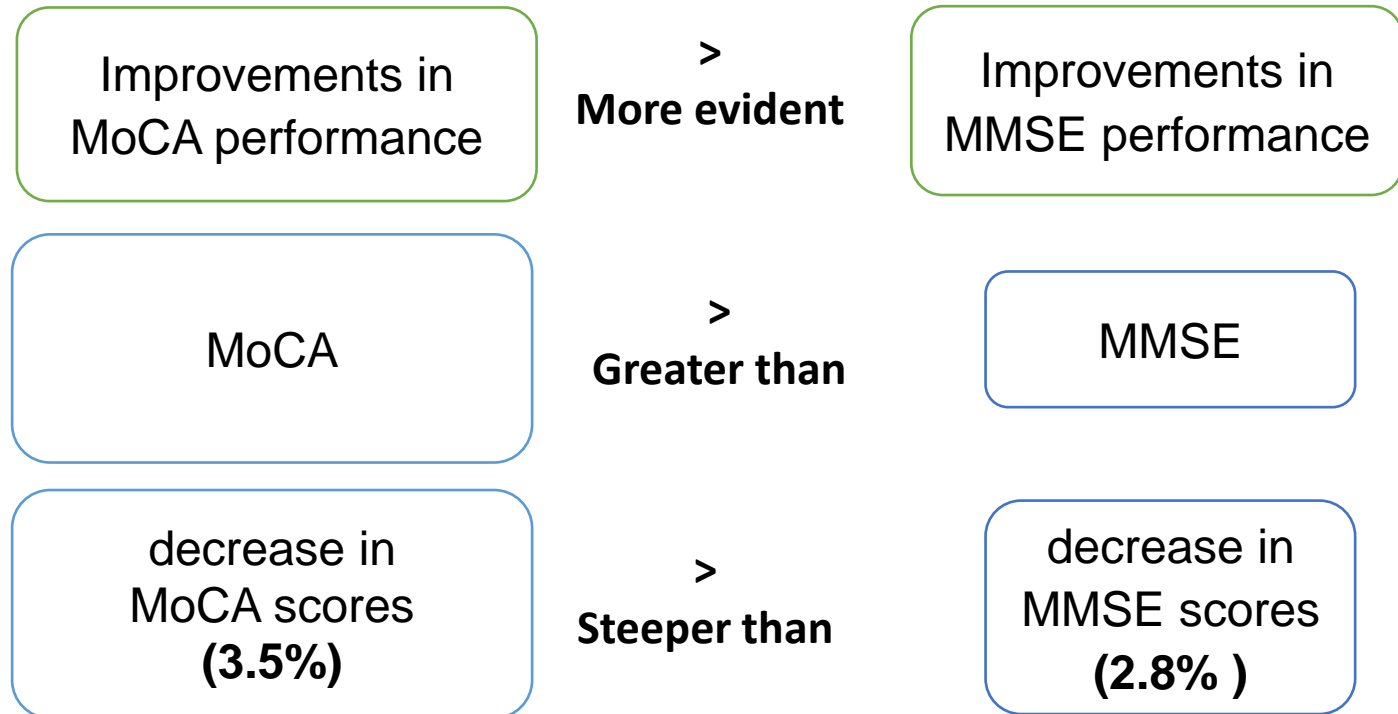 Improvements in
MoCA performance
>
More evident
Improvements in
MMSE performance
MoCA
>
Greater than
MMSE
decrease in
MoCA scores
(3.5%)
>
Steeper than
decrease in
MMSE scores
(2.8% )